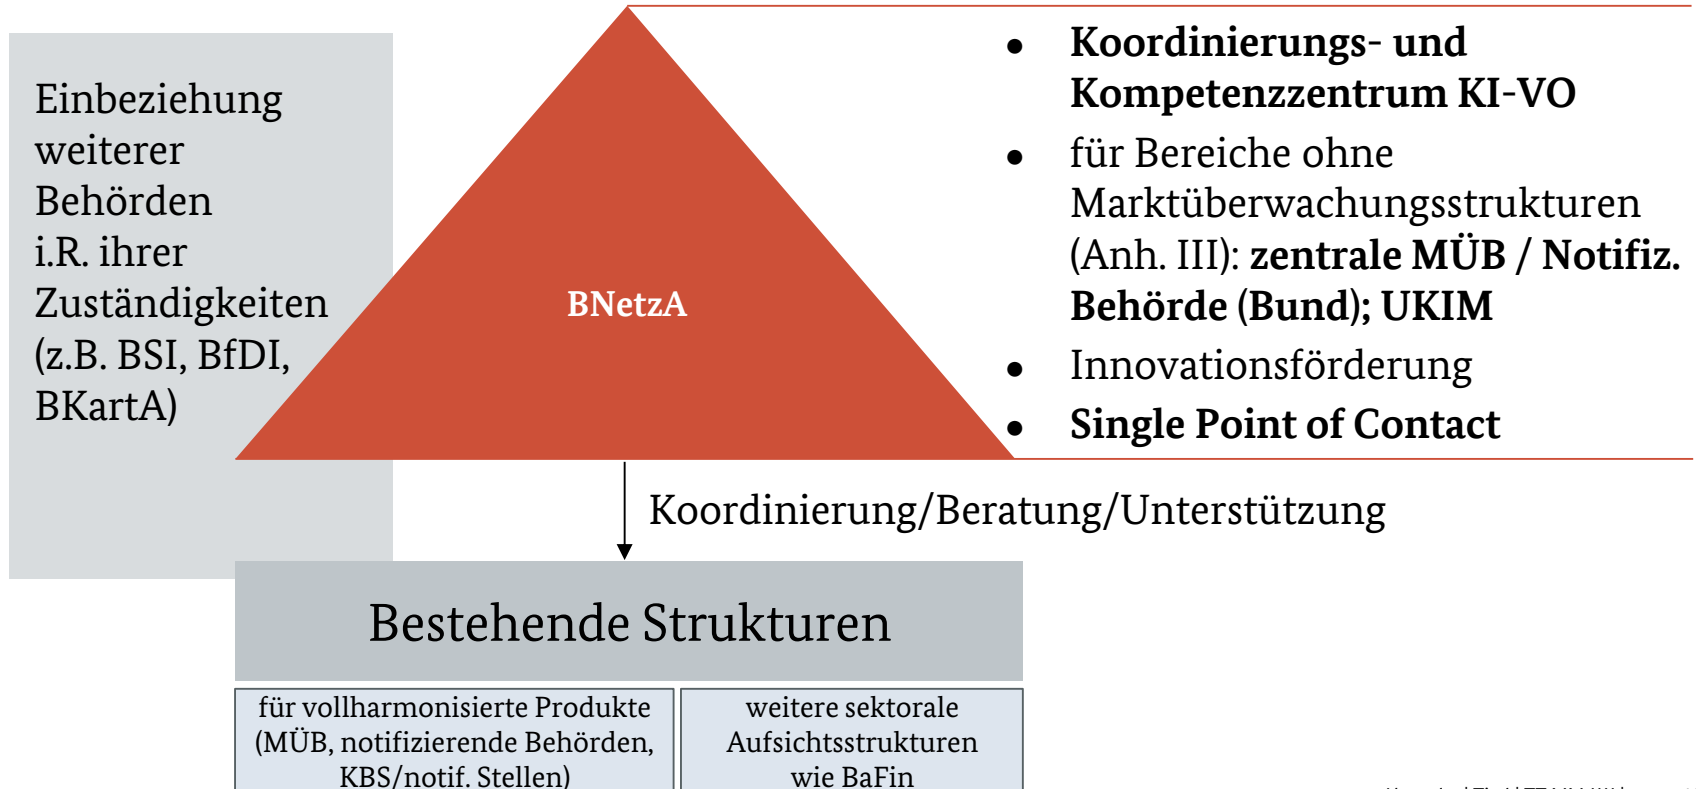 Einbeziehung
weiterer
Behörden
i.R. ihrer
Zuständigkeiten
(z.B. BSI, BfDI,
BKartA)
BNetzA
● Koordinierungs- und
Kompetenzzentrum KI-VO
● für Bereiche ohne
Marktüberwachungsstrukturen
(Anh. III): zentrale MÜB / Notifiz.
Behörde (Bund); UKIM
● Innovationsförderung
● Single Point of Contact
Koordinierung/Beratung/Unterstützung
Bestehende Strukturen
für vollharmonisierte Produkte
(MÜB, notifizierende Behörden,
KBS/notif. Stellen)
weitere sektorale
Aufsichtsstrukturen
wie BaFin